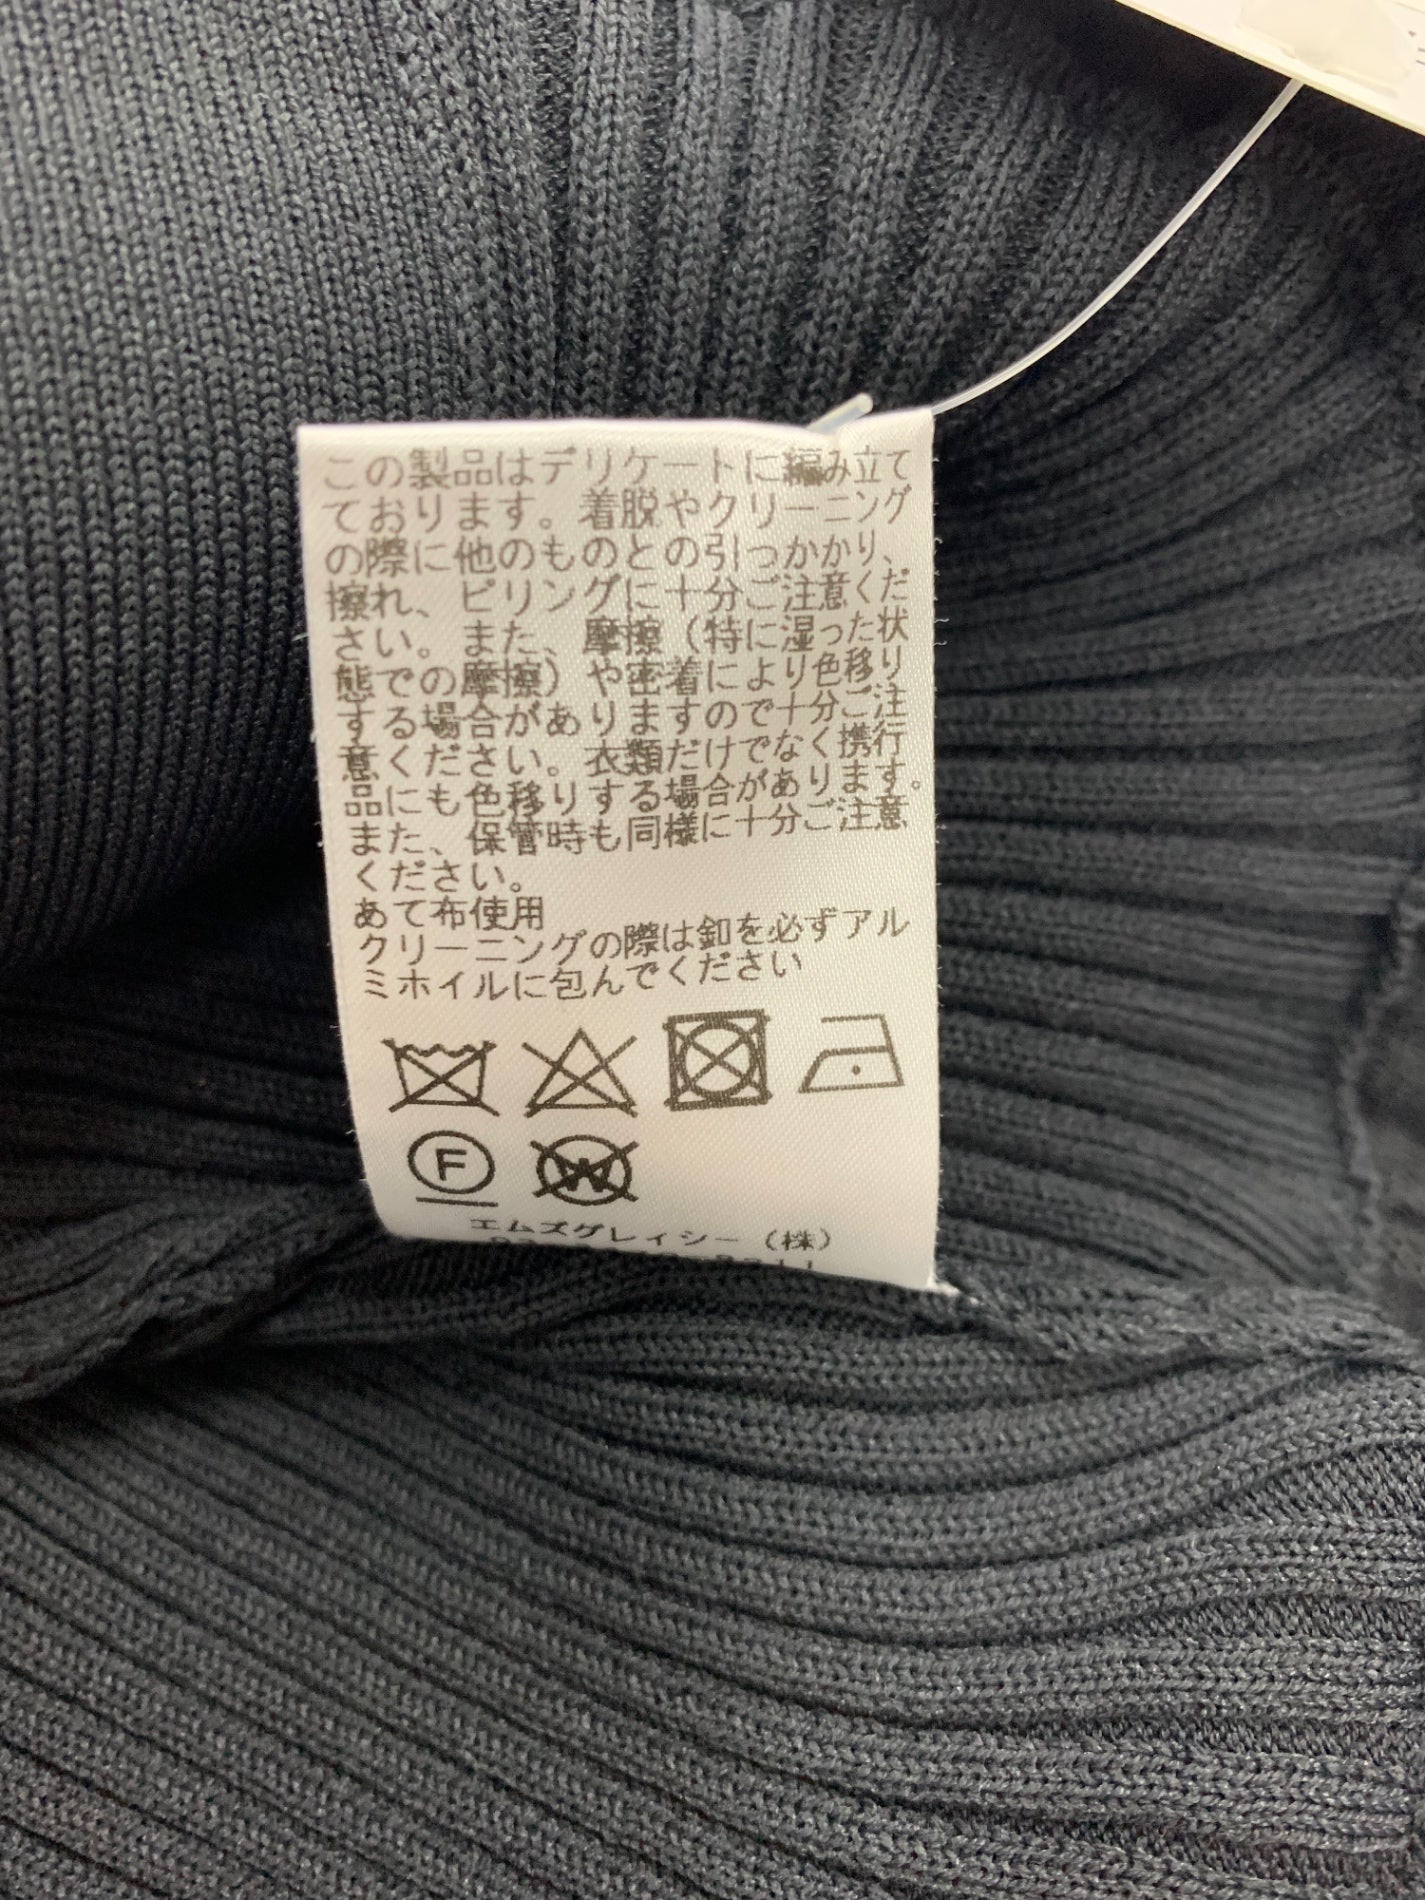 この製品はデリケートに編み立て
ております。着脱やクリーニング
の際に他のものとの引っかかり、
擦れ、ピリングに十分ご注意くだ
さい。また、摩擦（特に湿った状
態での摩擦）や密着により色移り
する場合がありますので十分ご注
意ください。衣類だけでなく携行
品にも色移りする場合があります。
また、保管時も同様に十分ご注意
ください。
あて布使用
クリーニングの際は釦を必ずアル
ミホイルに包んでください
F W
エムズグレィシー（株）